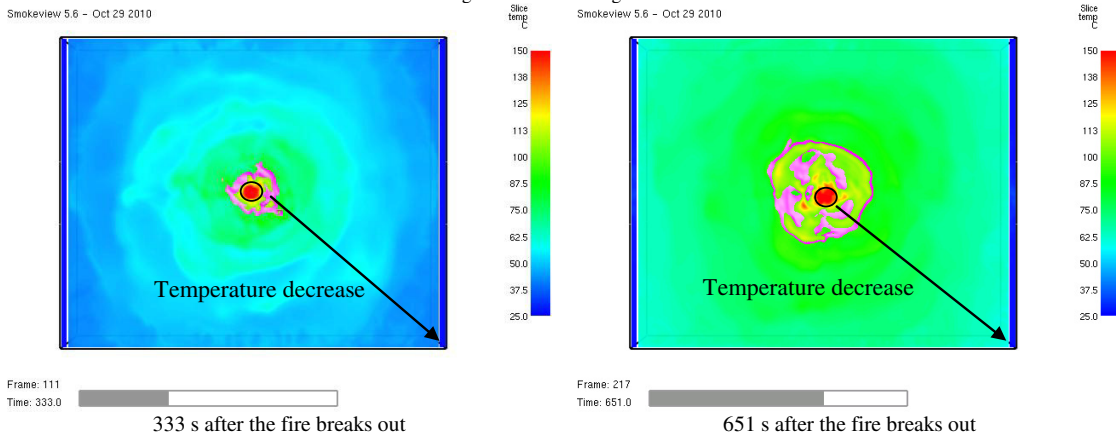 Smokeview 5.6 – Oct 29 2010
Slice
temp
C
150
138
125
113
100
87.5
75.0
62.5
50.0
37.5
25.0
Temperature decrease
Frame: 111
Time: 333.0
333 s after the fire breaks out
Smokeview 5.6 – Oct 29 2010
Slice
temp
C
150
138
125
113
100
87.5
75.0
62.5
50.0
37.5
25.0
Temperature decrease
Frame: 217
Time: 651.0
651 s after the fire breaks out